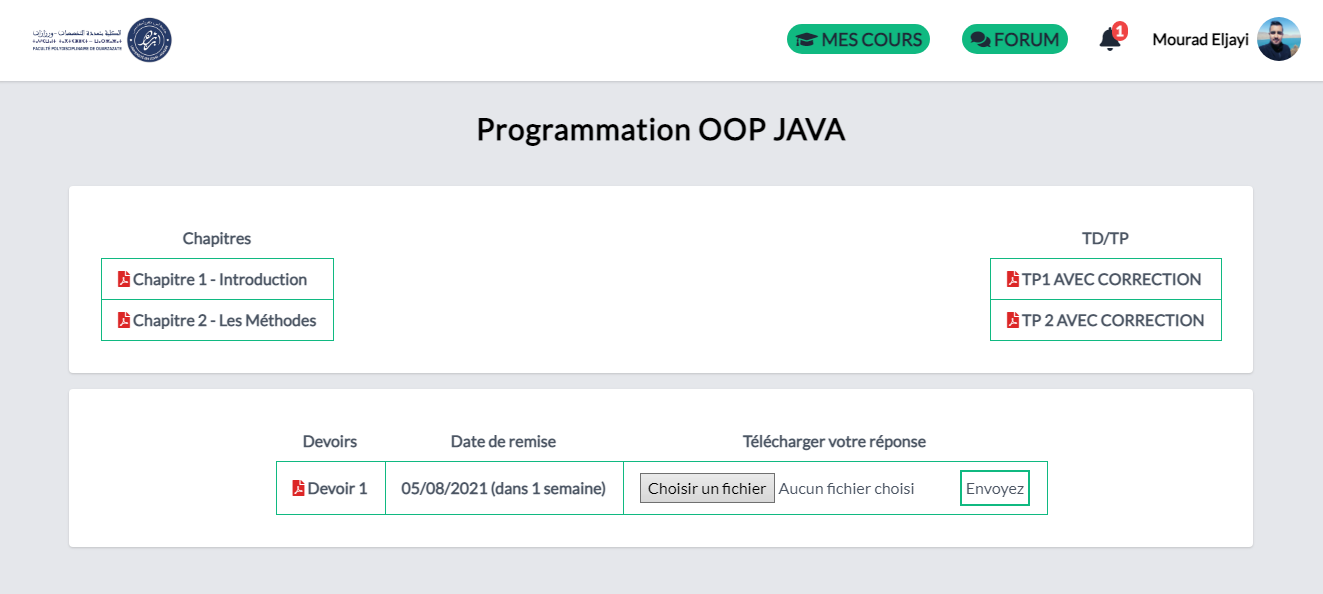 الكلية متعددة التخصصات - ورزازات
FACULTÉ POLYDISCIPLINAIRE DE OUARZAZATE
MES COURS
FORUM
1
Mourad Eljayi
Programmation OOP JAVA
Chapitres
TD/TP
Chapitre 1 - Introduction
TP1 AVEC CORRECTION
Chapitre 2 - Les Méthodes
TP 2 AVEC CORRECTION
Devoirs
Date de remise
Télécharger votre réponse
Devoir 1
05/08/2021 (dans 1 semaine)
Choisir un fichier
Aucun fichier choisi
Envoyez